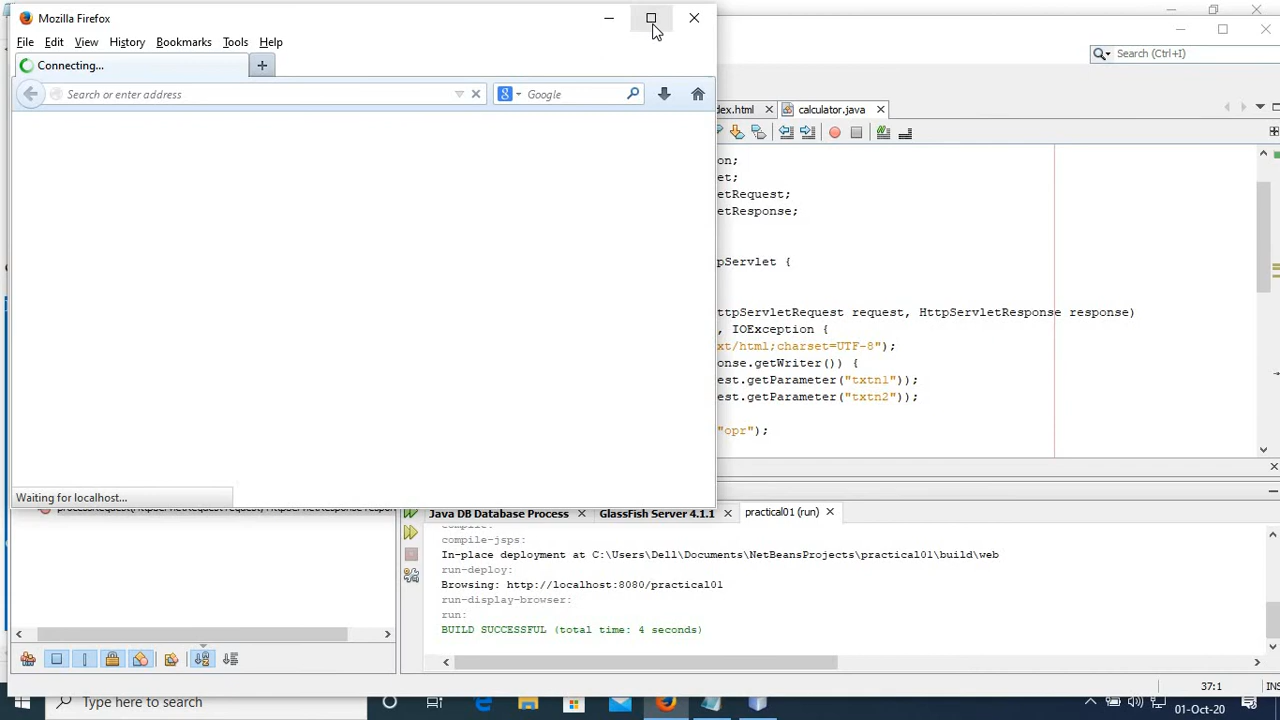 Mozilla Firefox
File Edit View History Bookmarks Tools Help
Connecting...
Search or enter address
Google
Search (Ctrl+I)
dex.html
calculator.java
on;
et;
etRequest;
etResponse;
tpServlet {
ttpServletRequest request, HttpServletResponse response)
, IOException {
xt/html;charset=UTF-8");
onse.getWriter()) {
est.getParameter("txtn1"));
est.getParameter("txtn2"));
"opr");
Waiting for localhost...
Java DB Database Process
GlassFish Server 4.1.1
practical01 (run)
compile:
compile-jsps:
In-place deployment at C:\Users\Dell\Documents\NetBeansProjects\practical01\build\web
run-deploy:
Browsing: http://localhost:8080/practical01
run-display-browser:
run:
BUILD SUCCESSFUL (total time: 4 seconds)
37:1
INS
Type here to search
01-Oct-20